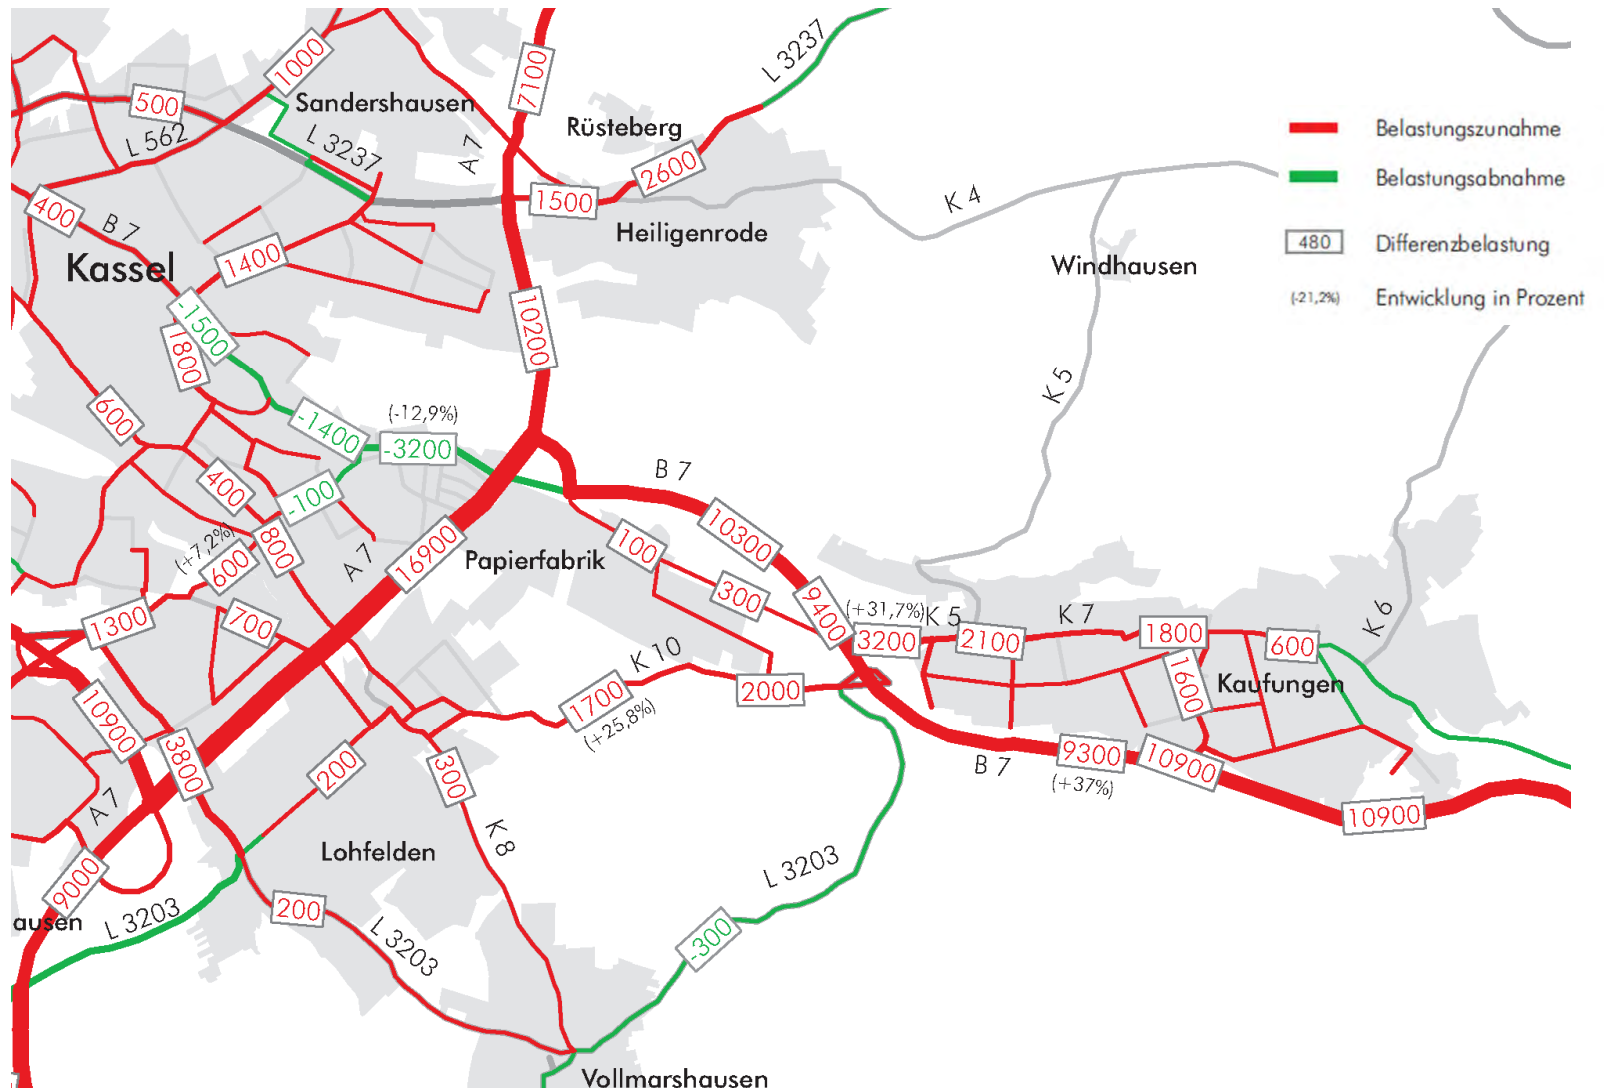 1000
7100
L 3237
500
Sandershausen
Rüsteberg
Belastungszunahme
L 562
L 3237
A 7
2600
Belastungsabnahme
400
B 7
1500
K 4
Heiligenrode
480
Differenzbelastung
Kassel
1400
Windhausen
(-21,2%)
Entwicklung in Prozent
-1500
10200
1800
K 5
600
(-12,9%)
-1400
-3200
B 7
400
-100
10300
(+7,2%)
800
600
A 7
16900
Papierfabrik
100
300
9400
(+31,7%)
K 5
K 7
K 6
1300
700
3200
2100
1800
600
K 10
1600
Kaufungen
2000
1700
(+25,8%)
10900
3800
200
300
B 7
9300
(+37%)
10900
A 7
10900
K 8
Lohfelden
L 3203
9000
200
ausen
L 3203
L 3203
-300
Vollmarshausen